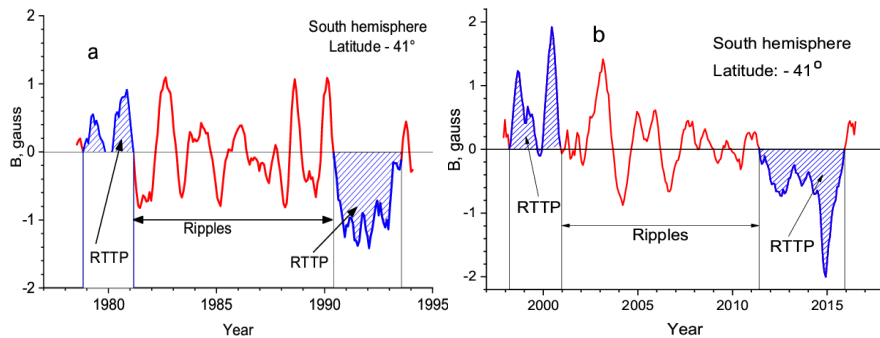 a
South hemisphere
Latitude - 41°
B, gauss
2
1
0
-1
-2
RTTP
Ripples
RTTP
1980
1985
1990
1995
Year
b
South hemisphere
Latitude: - 41°
B, gauss
2
1
0
-1
-2
RTTP
Ripples
RTTP
2000
2005
2010
2015
Year